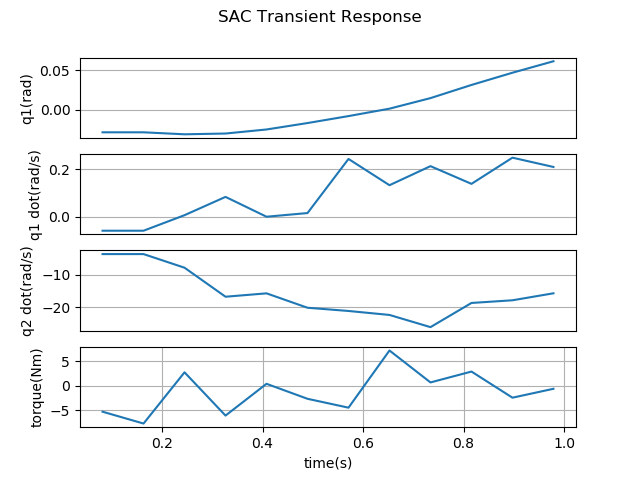 SAC Transient Response
q1(rad)
0.05
0.00
q1 dot(rad/s)
0.2
0.0
q2 dot(rad/s)
−10
−20
torque(Nm)
5
0
−5
0.2 0.4 0.6 0.8 1.0
time(s)